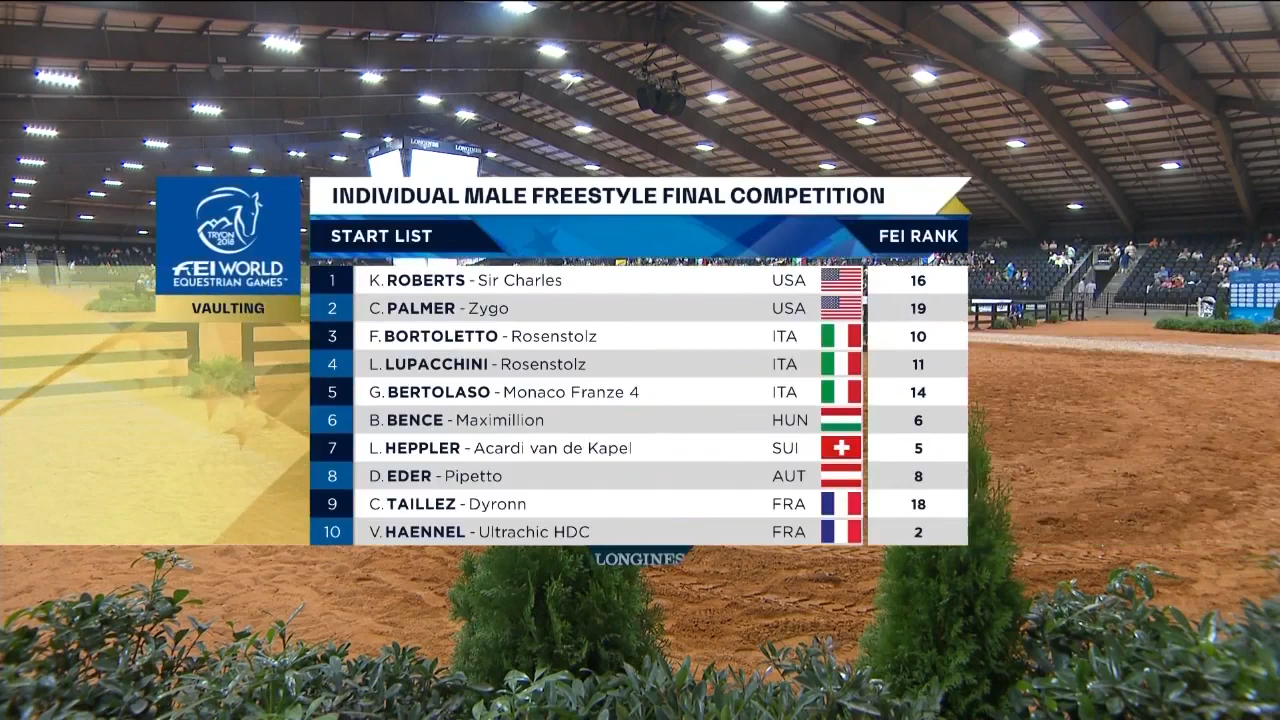 LONGINES
LONGINES
INDIVIDUAL MALE FREESTYLE FINAL COMPETITION
START LIST FEI RANK
TRYON
2018
FEI WORLD
EQUESTRIAN GAMES™
VAULTING
1 K. ROBERTS - Sir Charles USA 16
2 C. PALMER - Zygo USA 19
3 F. BORTOLETTO - Rosenstolz ITA 10
4 L. LUPACCHINI - Rosenstolz ITA 11
5 G. BERTOLASO - Monaco Franze 4 ITA 14
6 B. BENCE - Maximillion HUN 6
7 L. HEPPLER - Acardi van de Kapel SUI 5
8 D. EDER - Pipetto AUT 8
9 C. TAILLEZ - Dyronn FRA 18
10 V. HAENNEL - Ultrachic HDC FRA 2
LONGINES